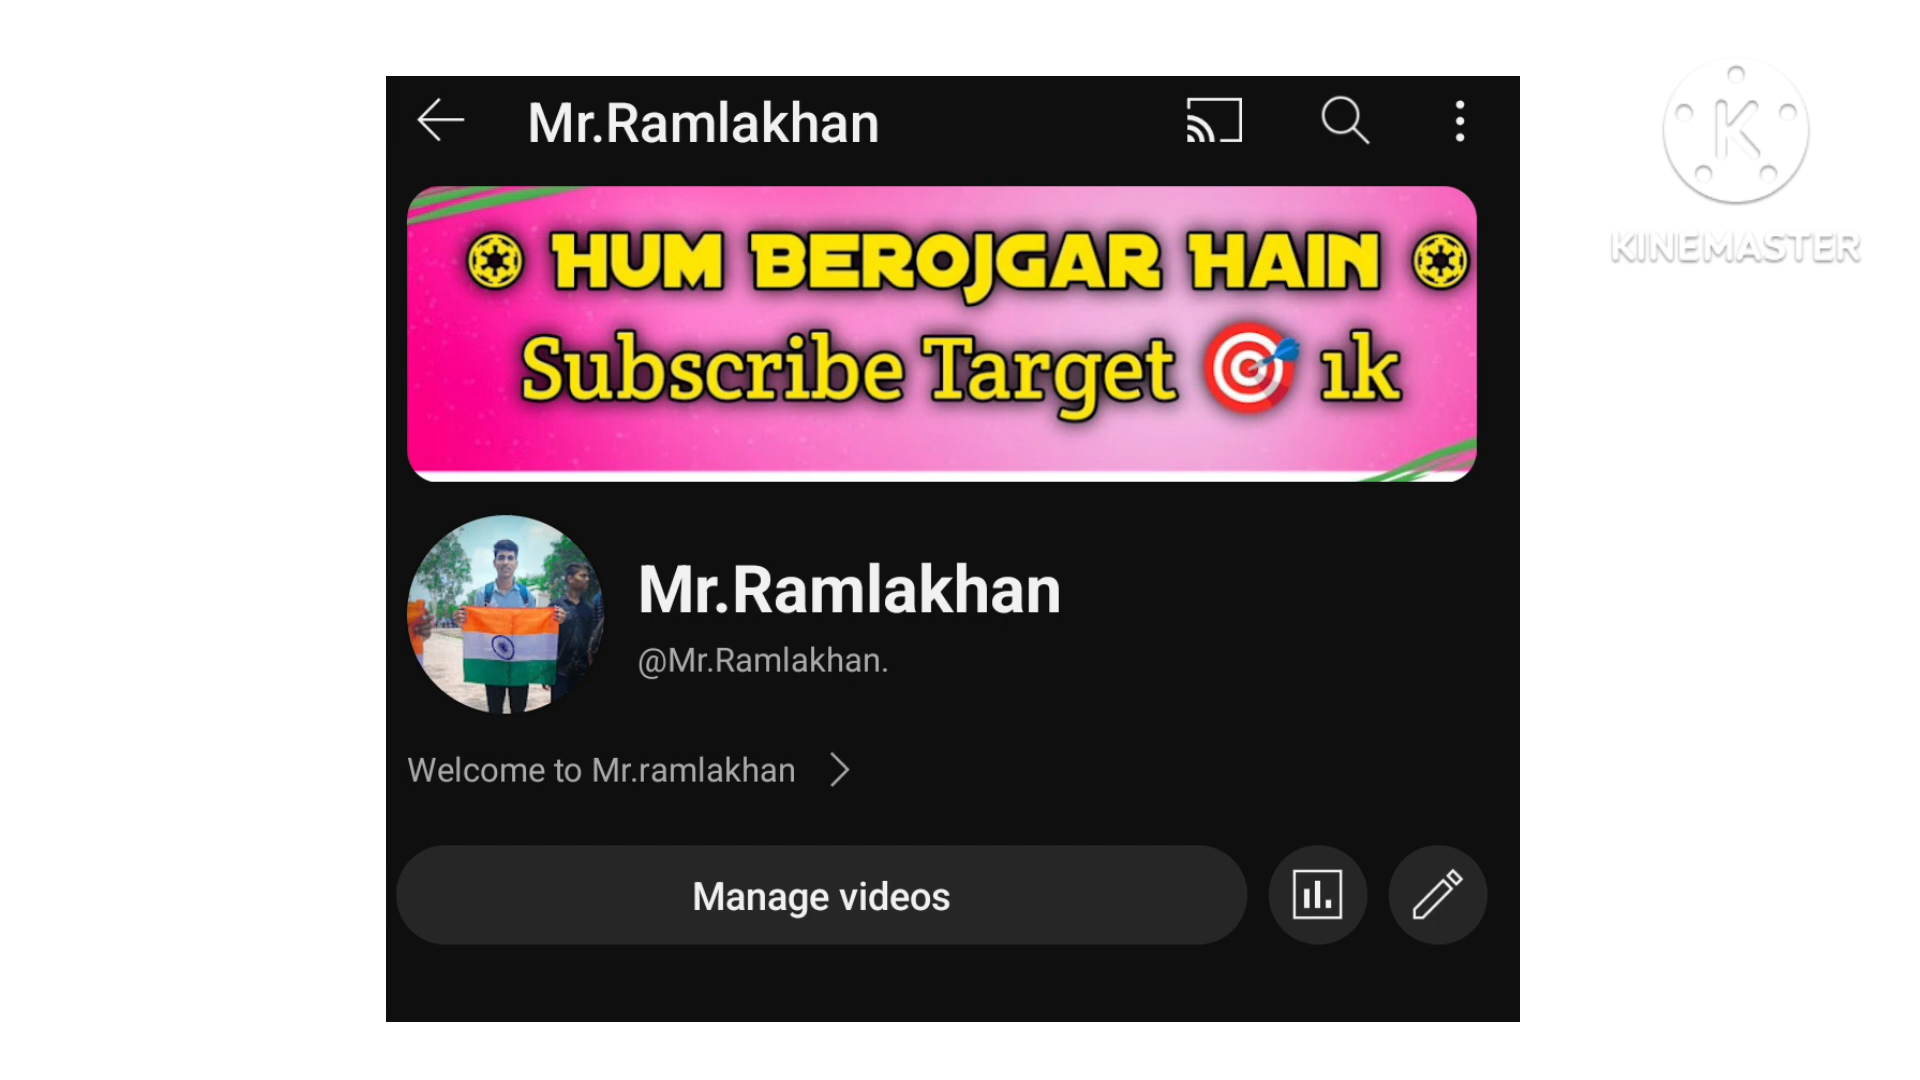 Mr.Ramlakhan
HUM BEROJGAR HAIN
Subscribe Target 🎯 1k
Mr.Ramlakhan
@Mr.Ramlakhan.
Welcome to Mr.ramlakhan
Manage videos
K
KINEMASTER